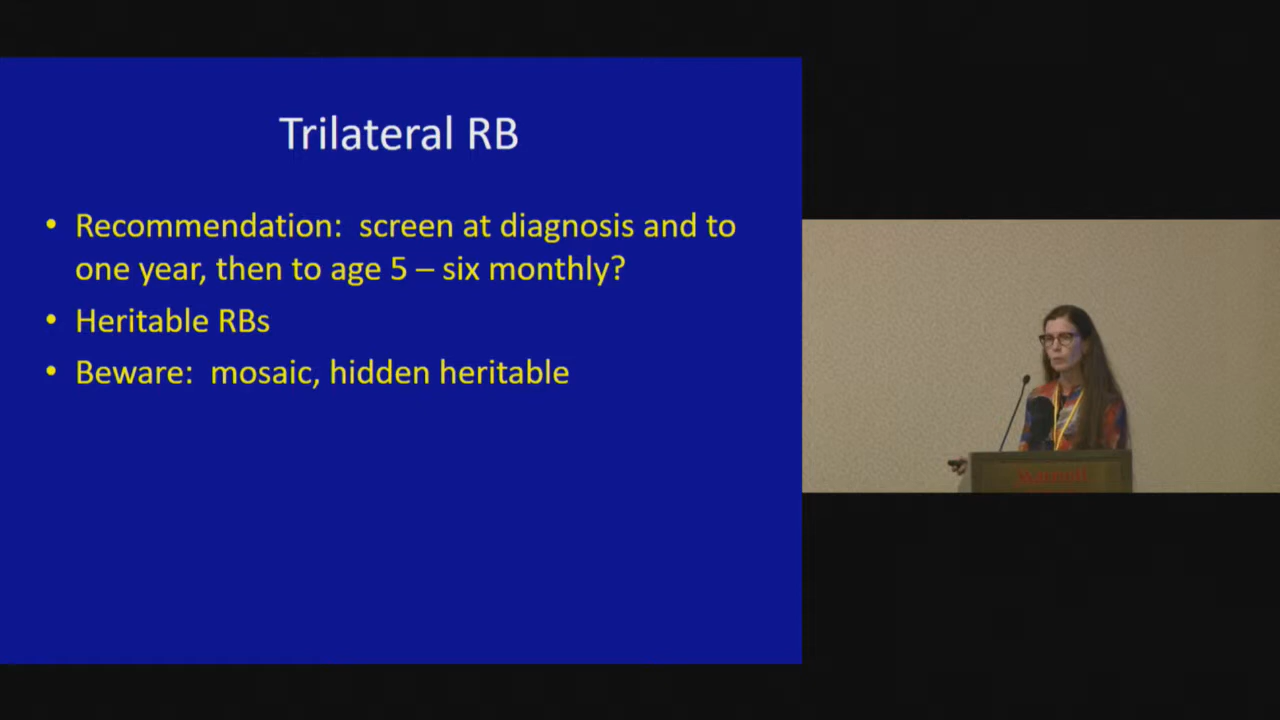 Trilateral RB
• Recommendation:  screen at diagnosis and to
one year, then to age 5 – six monthly?
• Heritable RBs
• Beware:  mosaic, hidden heritable